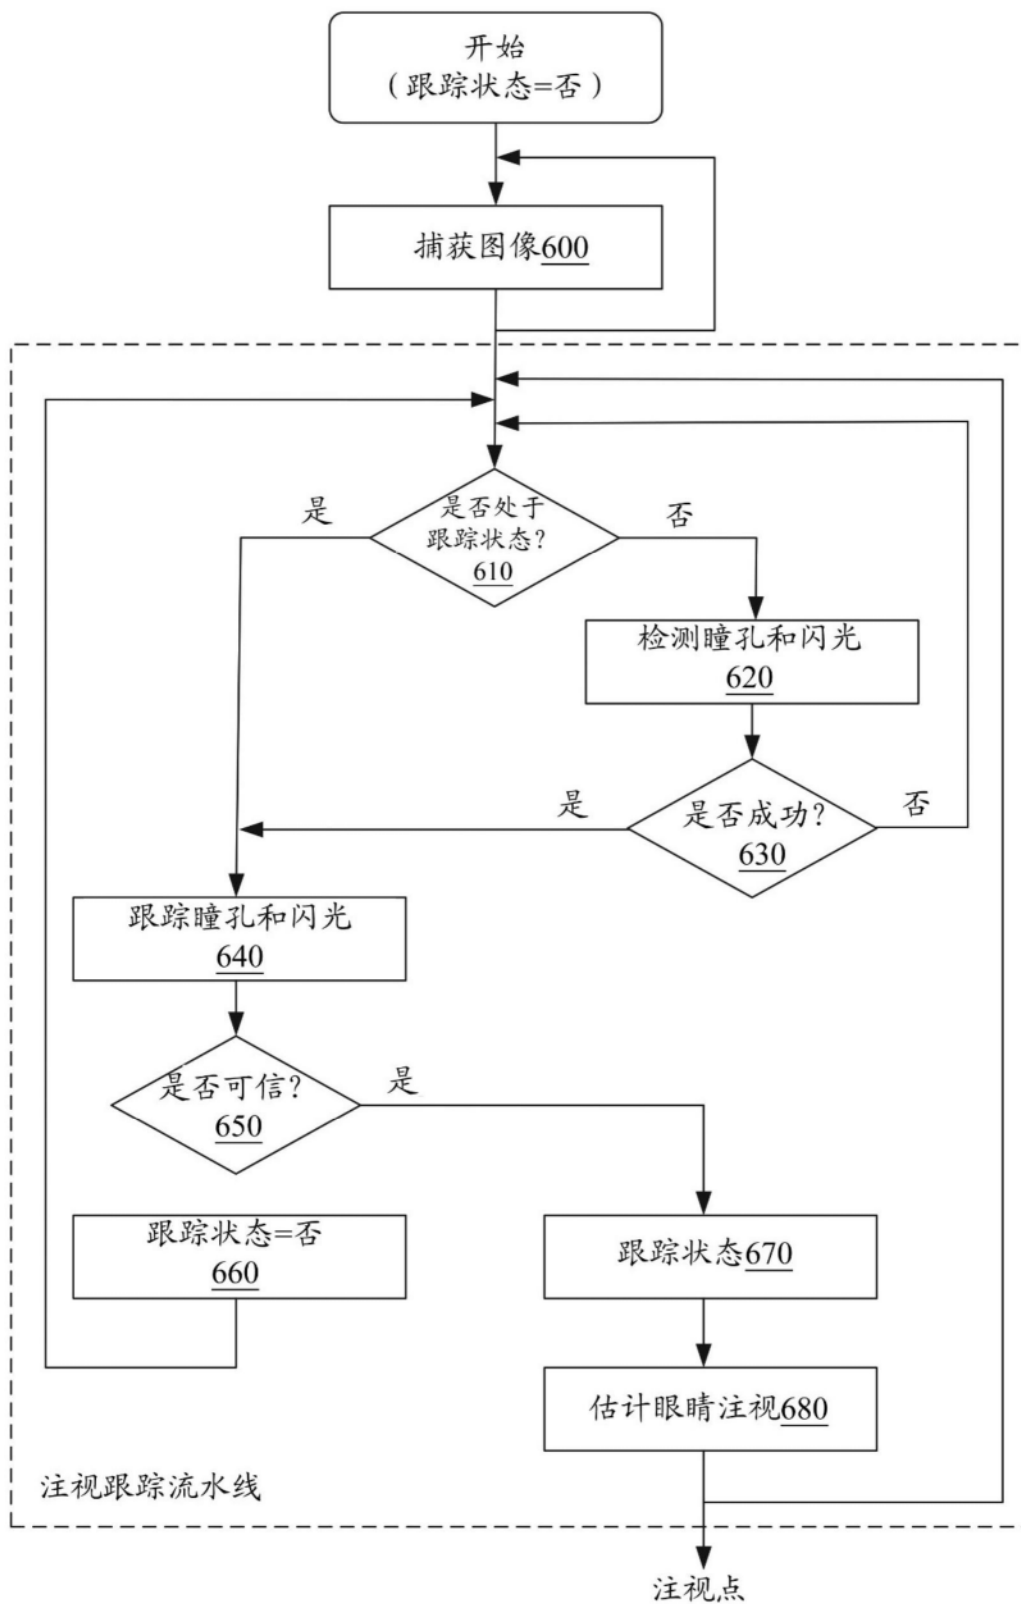 开始
（跟踪状态=否）
捕获图像600
是
是否处于
跟踪状态？
610
否
检测瞳孔和闪光
620
是
是否成功？
630
否
跟踪瞳孔和闪光
640
是否可信？
650
是
跟踪状态=否
660
跟踪状态670
估计眼睛注视680
注视跟踪流水线
注视点